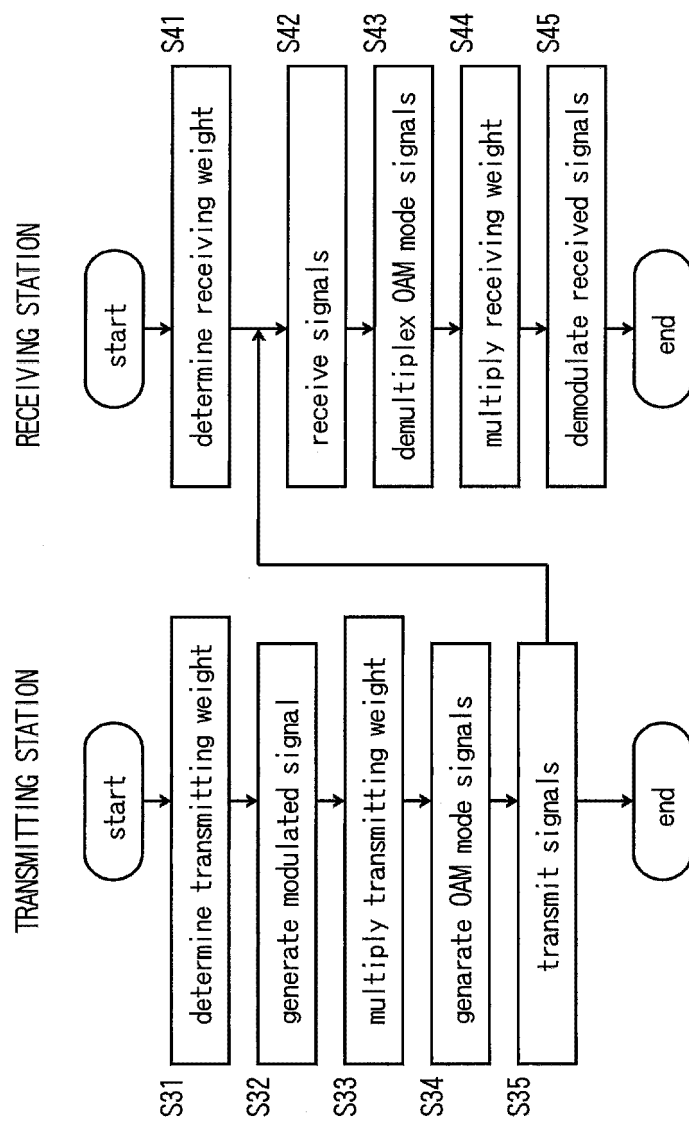 TRANSMITTING STATION
start
S31
determine transmitting weight
S32
generate modulated signal
S33
multiply transmitting weight
S34
genarate OAM mode signals
S35
transmit signals
end
RECEIVING STATION
start
determine receiving weight
S41
receive signals
S42
demultiplex OAM mode signals
S43
multiply receiving weight
S44
demodulate received signals
S45
end